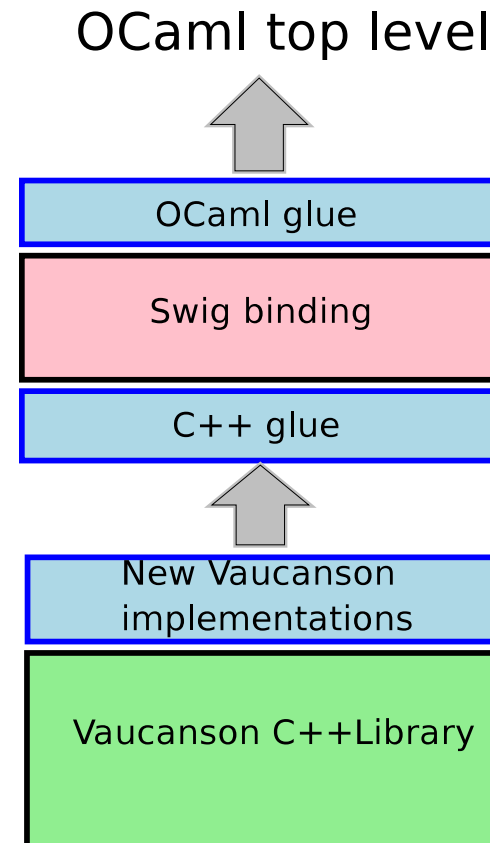 OCaml top level
OCaml glue
Swig binding
C++ glue
New Vaucanson
implementations
Vaucanson C++Library